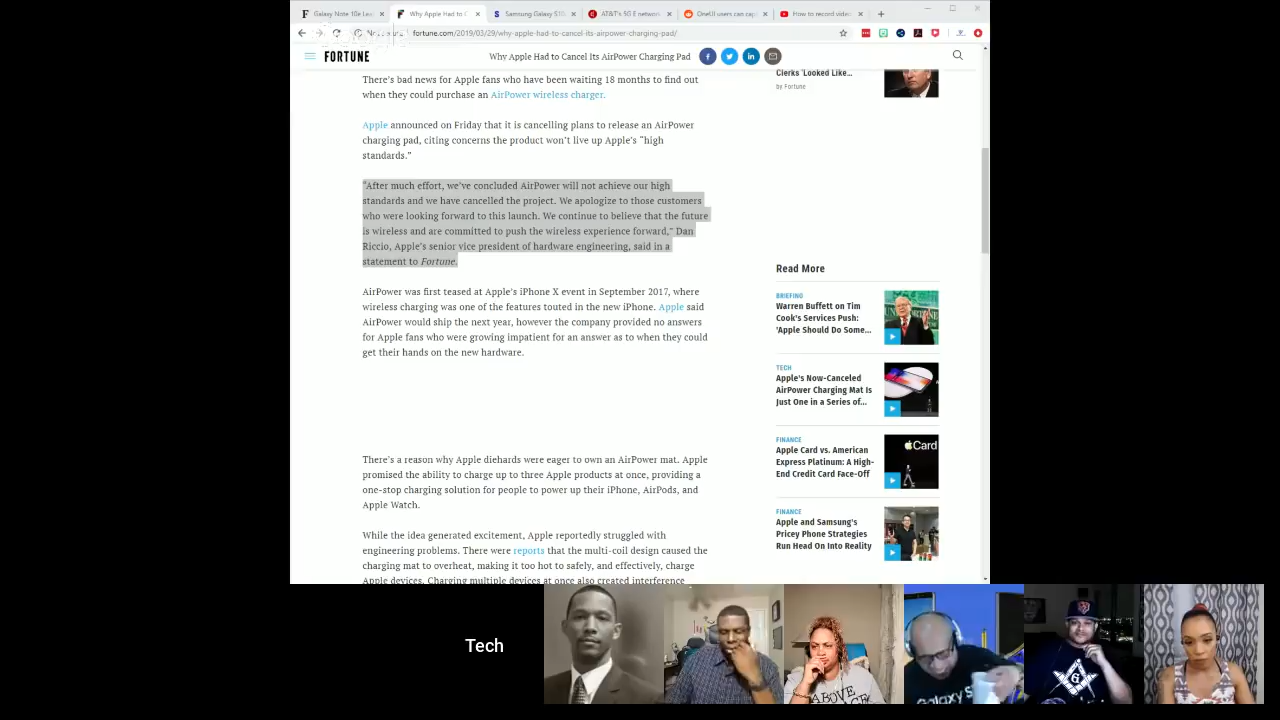 Galaxy Note 10e Lea
Why Apple Had to C
Samsung Galaxy S10
AT&T's 5G E network
OneUI users can cap
How to record video
fortune.com/2019/03/29/why-apple-had-to-cancel-its-airpower-charging-pad/
FORTUNE
Why Apple Had to Cancel Its AirPower Charging Pad
There's bad news for Apple fans who have been waiting 18 months to find out
when they could purchase an AirPower wireless charger.
Apple announced on Friday that it is cancelling plans to release an AirPower
charging pad, citing concerns the product won't live up Apple's “high
standards.”
“After much effort, we've concluded AirPower will not achieve our high
standards and we have cancelled the project. We apologize to those customers
who were looking forward to this launch. We continue to believe that the future
is wireless and are committed to push the wireless experience forward,” Dan
Riccio, Apple's senior vice president of hardware engineering, said in a
statement to Fortune.
AirPower was first teased at Apple's iPhone X event in September 2017, where
wireless charging was one of the features touted in the new iPhone. Apple said
AirPower would ship the next year, however the company provided no answers
for Apple fans who were growing impatient for an answer as to when they could
get their hands on the new hardware.
There's a reason why Apple diehards were eager to own an AirPower mat. Apple
promised the ability to charge up to three Apple products at once, providing a
one-stop charging solution for people to power up their iPhone, AirPods, and
Apple Watch.
While the idea generated excitement, Apple reportedly struggled with
engineering problems. There were reports that the multi-coil design caused the
charging mat to overheat, making it too hot to safely, and effectively, charge
Apple devices. Charging multiple devices at once also created interference
Clerks 'Looked Like...
by Fortune
Read More
BRIEFING
Warren Buffett on Tim
Cook's Services Push:
'Apple Should Do Some...
TECH
Apple's Now-Canceled
AirPower Charging Mat Is
Just One in a Series of...
FINANCE
Apple Card vs. American
Express Platinum: A High-
End Credit Card Face-Off
Card
FINANCE
Apple and Samsung's
Pricey Phone Strategies
Run Head On Into Reality
Tech
ABOVE
Galaxy S
G